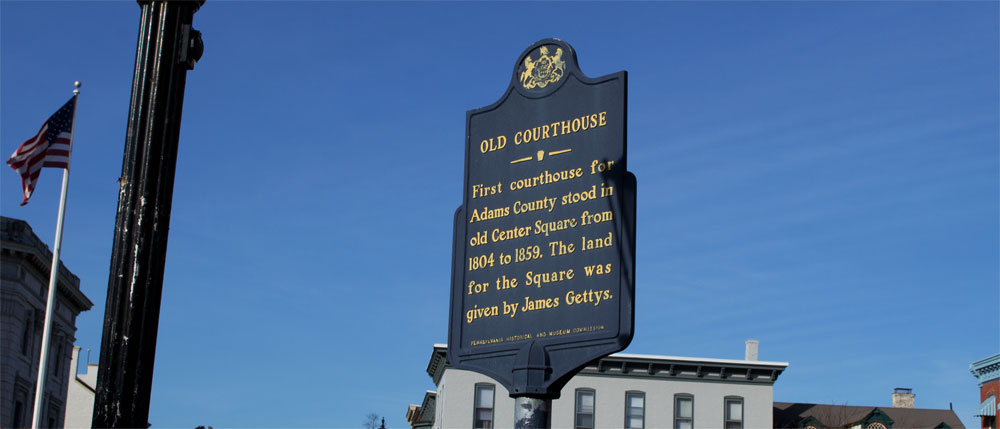 OLD COURTHOUSE
First courthouse for
Adams County stood in
old Center Square from
1804 to 1859. The land
for the Square was
given by James Gettys.
PENNSYLVANIA HISTORICAL AND MUSEUM COMMISSION